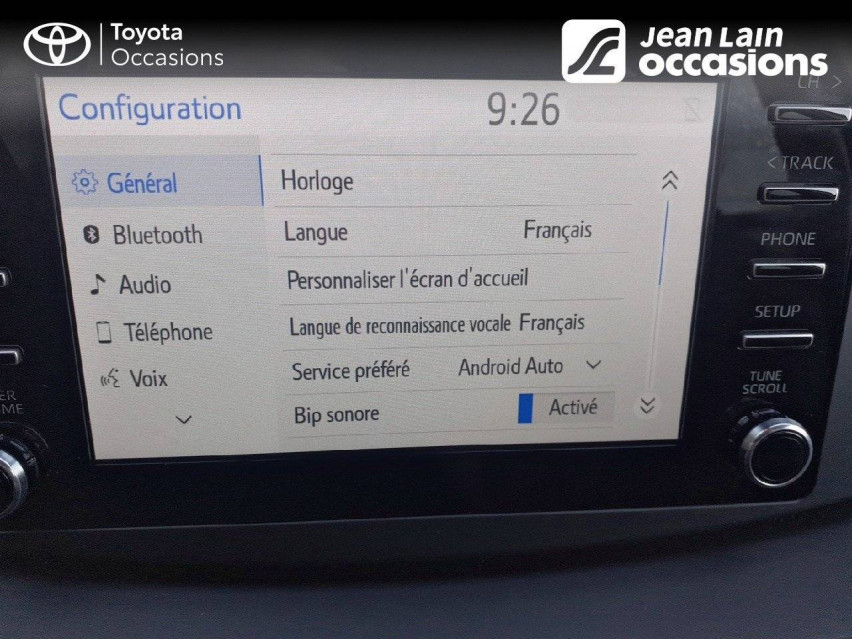 Toyota
Occasions
Jean Lain
occasions
Configuration
9:26
Général
Bluetooth
Audio
Téléphone
Voix
Horloge
Langue Français
Personnaliser l'écran d'accueil
Langue de reconnaissance vocale Français
Service préféré Android Auto
Bip sonore Activé
CH >
< TRACK
PHONE
SETUP
TUNE
SCROLL